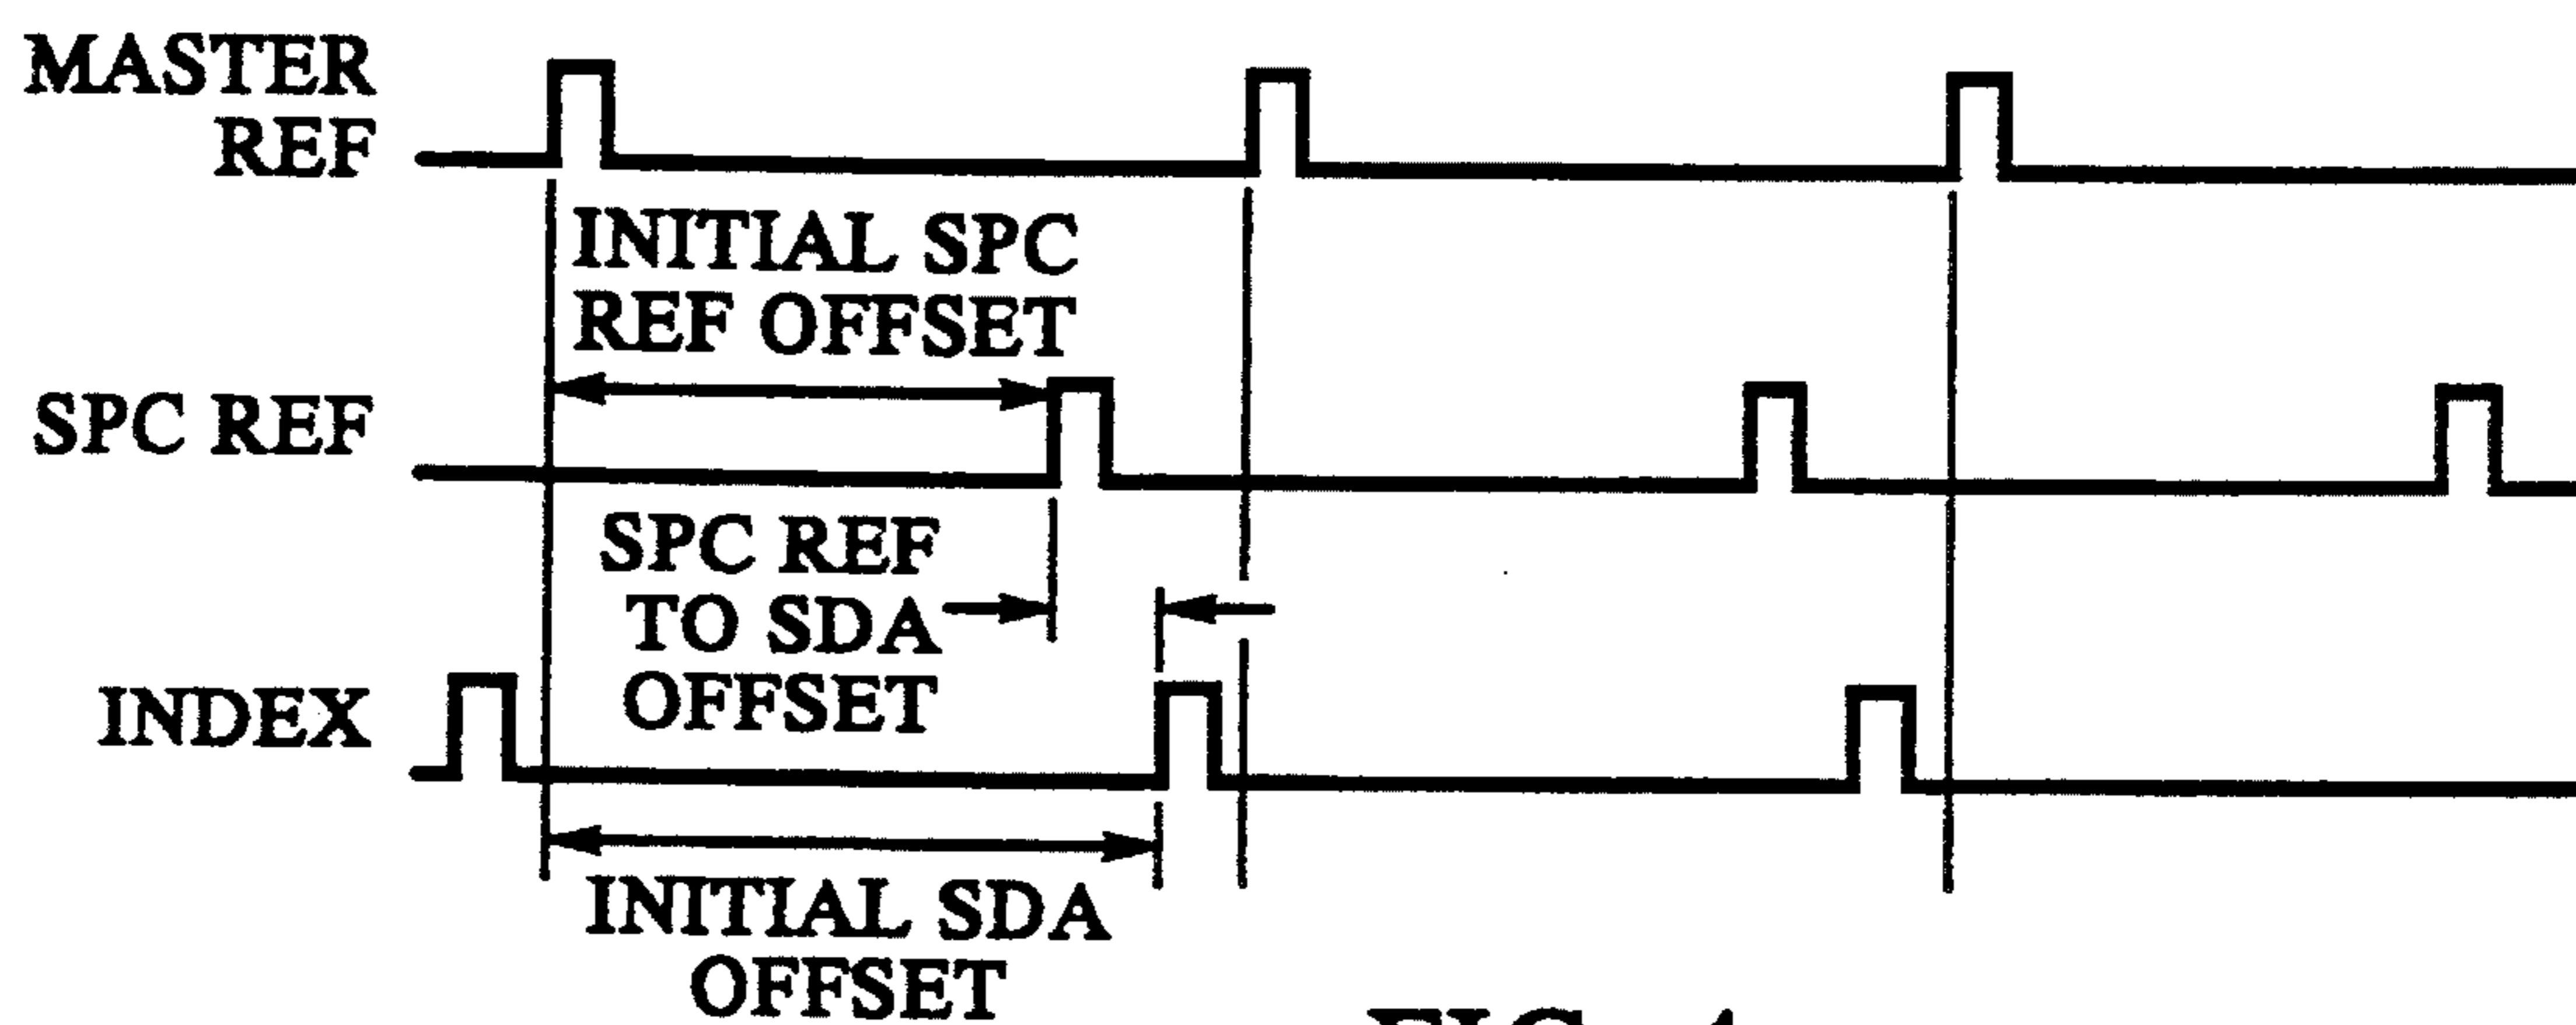 MASTER
REF
INITIAL SPC
REF OFFSET
SPC REF
SPC REF
TO SDA
OFFSET
INDEX
INITIAL SDA
OFFSET